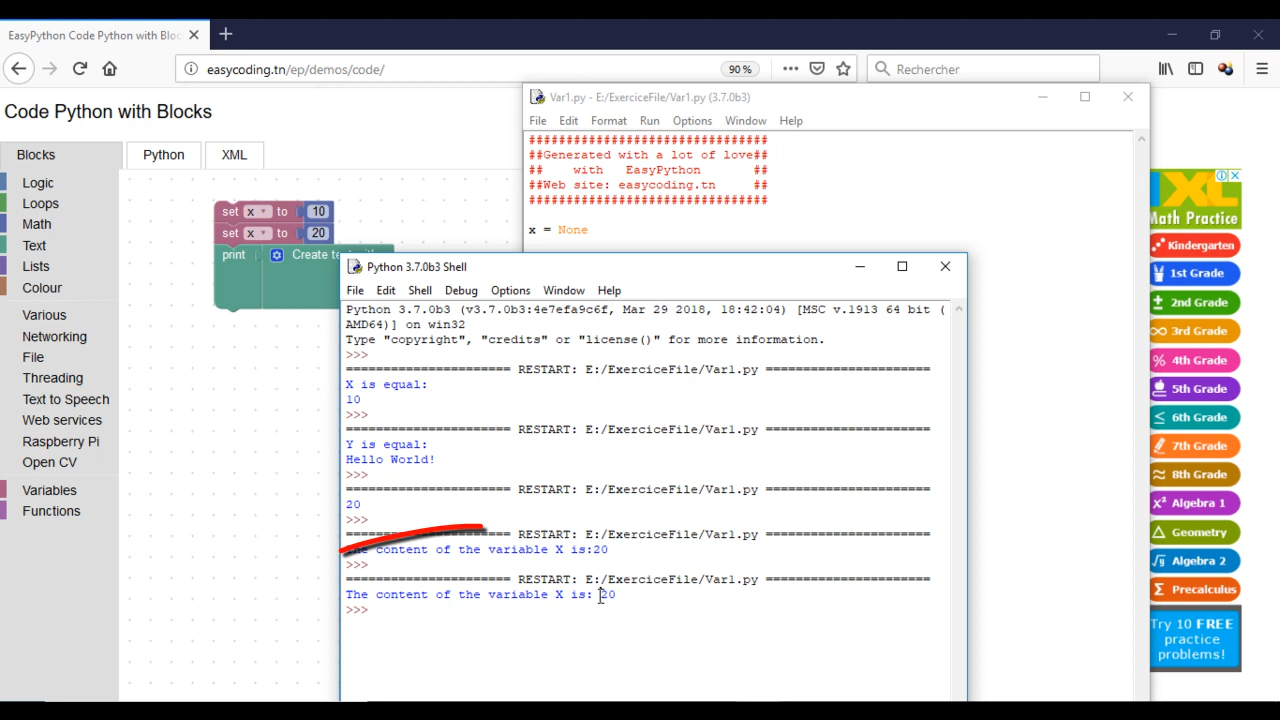 EasyPython Code Python with Bloc
easycoding.tn/ep/demos/code/
90 %
Rechercher
Code Python with Blocks
Blocks
Python
XML
Logic
Loops
Math
Text
Lists
Colour
Various
Networking
File
Threading
Text to Speech
Web services
Raspberry Pi
Open CV
Variables
Functions
set x to 10
set x to 20
print Create te
Var1.py - E:/ExerciceFile/Var1.py (3.7.0b3)
File Edit Format Run Options Window Help
################################
##Generated with a lot of love##
## with EasyPython ##
##Web site: easycoding.tn ##
################################
x = None
Python 3.7.0b3 Shell
File Edit Shell Debug Options Window Help
Python 3.7.0b3 (v3.7.0b3:4e7efa9c6f, Mar 29 2018, 18:42:04) [MSC v.1913 64 bit (
AMD64)] on win32
Type "copyright", "credits" or "license()" for more information.
>>>
====================== RESTART: E:/ExerciceFile/Var1.py ======================
X is equal:
10
>>>
====================== RESTART: E:/ExerciceFile/Var1.py ======================
Y is equal:
Hello World!
>>>
====================== RESTART: E:/ExerciceFile/Var1.py ======================
20
>>>
====================== RESTART: E:/ExerciceFile/Var1.py ======================
The content of the variable X is:20
>>>
====================== RESTART: E:/ExerciceFile/Var1.py ======================
The content of the variable X is: 20
>>>
IXL
Math Practice
Kindergarten
1st Grade
2nd Grade
3rd Grade
4th Grade
5th Grade
6th Grade
7th Grade
8th Grade
Algebra 1
Geometry
Algebra 2
Precalculus
Try 10 FREE
practice
problems!